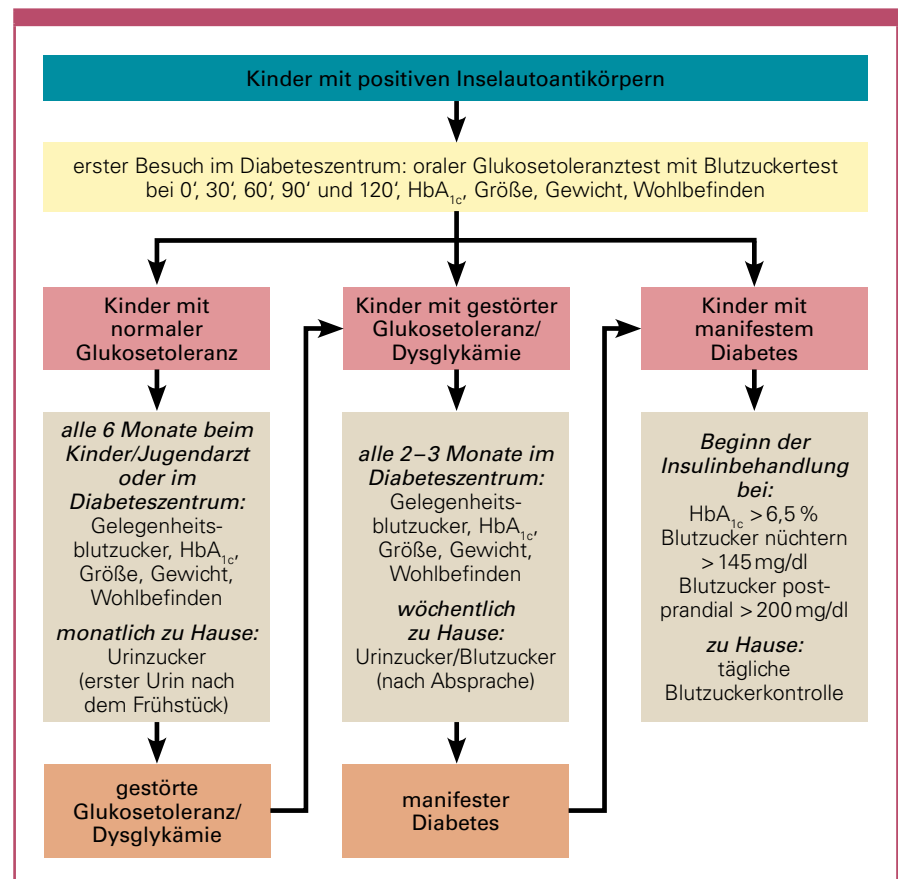 Kinder mit positiven Inselautoantikörpern
erster Besuch im Diabeteszentrum: oraler Glukosetoleranztest mit Blutzuckertest
bei 0‘, 30‘, 60‘, 90‘ und 120‘, HbA1c, Größe, Gewicht, Wohlbefinden
Kinder mit
normaler
Glukosetoleranz
Kinder mit gestörter
Glukosetoleranz/
Dysglykämie
Kinder mit
manifestem
Diabetes
alle 6 Monate beim
Kinder/Jugendarzt
oder im
Diabeteszentrum:
Gelegenheits-
blutzucker, HbA1c,
Größe, Gewicht,
Wohlbefinden
monatlich zu Hause:
Urinzucker
(erster Urin nach
dem Frühstück)
alle 2–3 Monate im
Diabeteszentrum:
Gelegenheits-
blutzucker, HbA1c,
Größe, Gewicht,
Wohlbefinden
wöchentlich
zu Hause:
Urinzucker/Blutzucker
(nach Absprache)
Beginn der
Insulinbehandlung
bei:
HbA1c > 6,5 %
Blutzucker nüchtern
> 145 mg/dl
Blutzucker post-
prandial > 200 mg/dl
zu Hause:
tägliche
Blutzuckerkontrolle
gestörte
Glukosetoleranz/
Dysglykämie
manifester
Diabetes